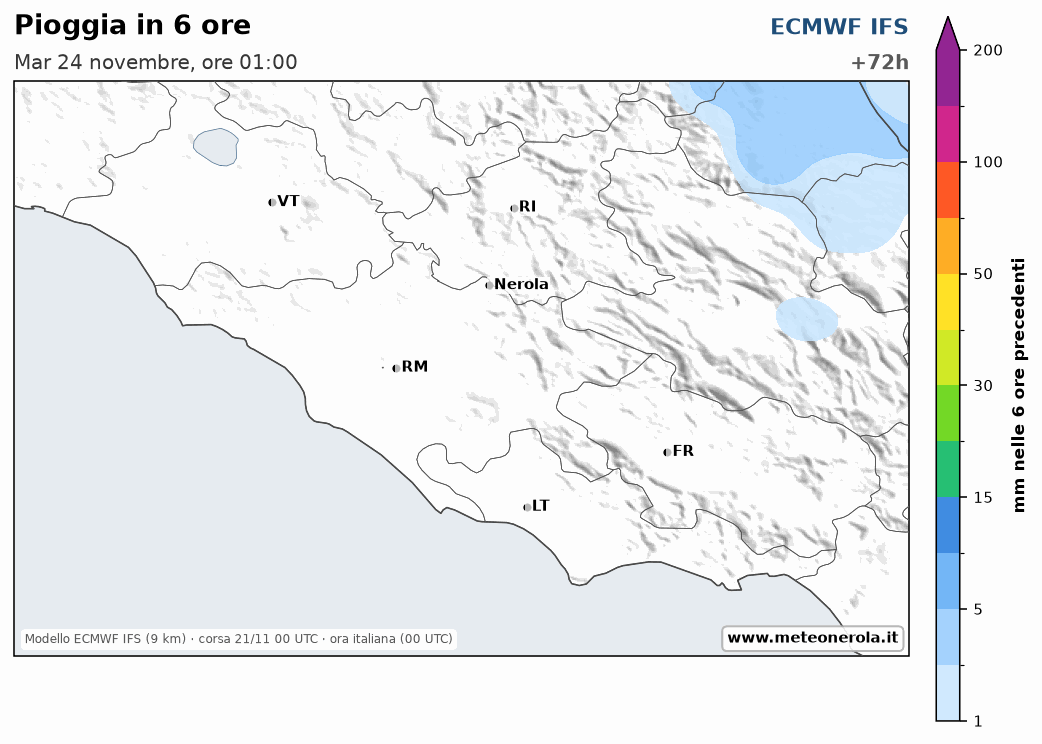 Pioggia in 6 ore
ECMWF IFS
Mar 24 novembre, ore 01:00
+72h
VT
RI
Nerola
RM
FR
LT
Modello ECMWF IFS (9 km) · corsa 21/11 00 UTC · ora italiana (00 UTC)
www.meteonerola.it
200
100
50
30
15
5
1
mm nelle 6 ore precedenti